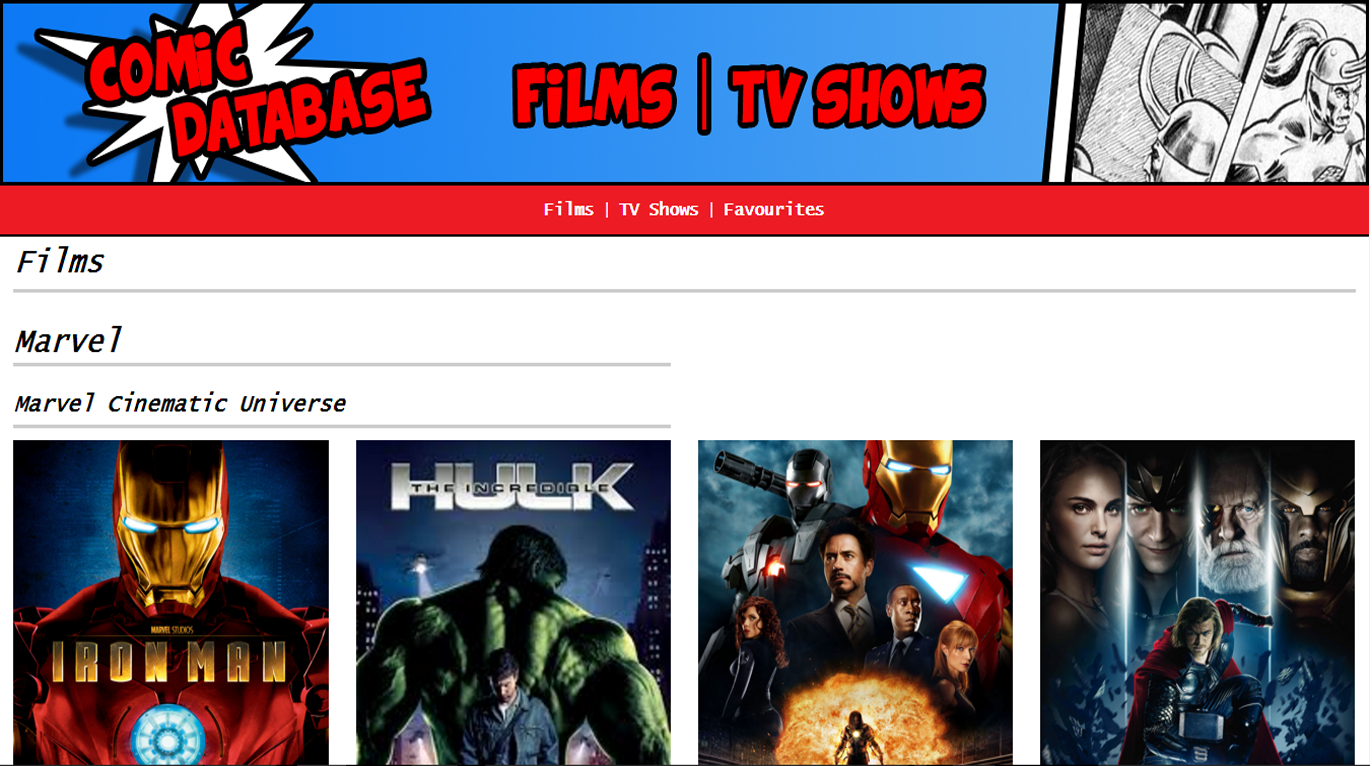 COMiC
DATABASE
FiLMS | TV SHOWS
Films | TV Shows | Favourites
Films
Marvel
Marvel Cinematic Universe
THE INCREDIBLE
HULK
MARVEL STUDIOS
IRON MAN